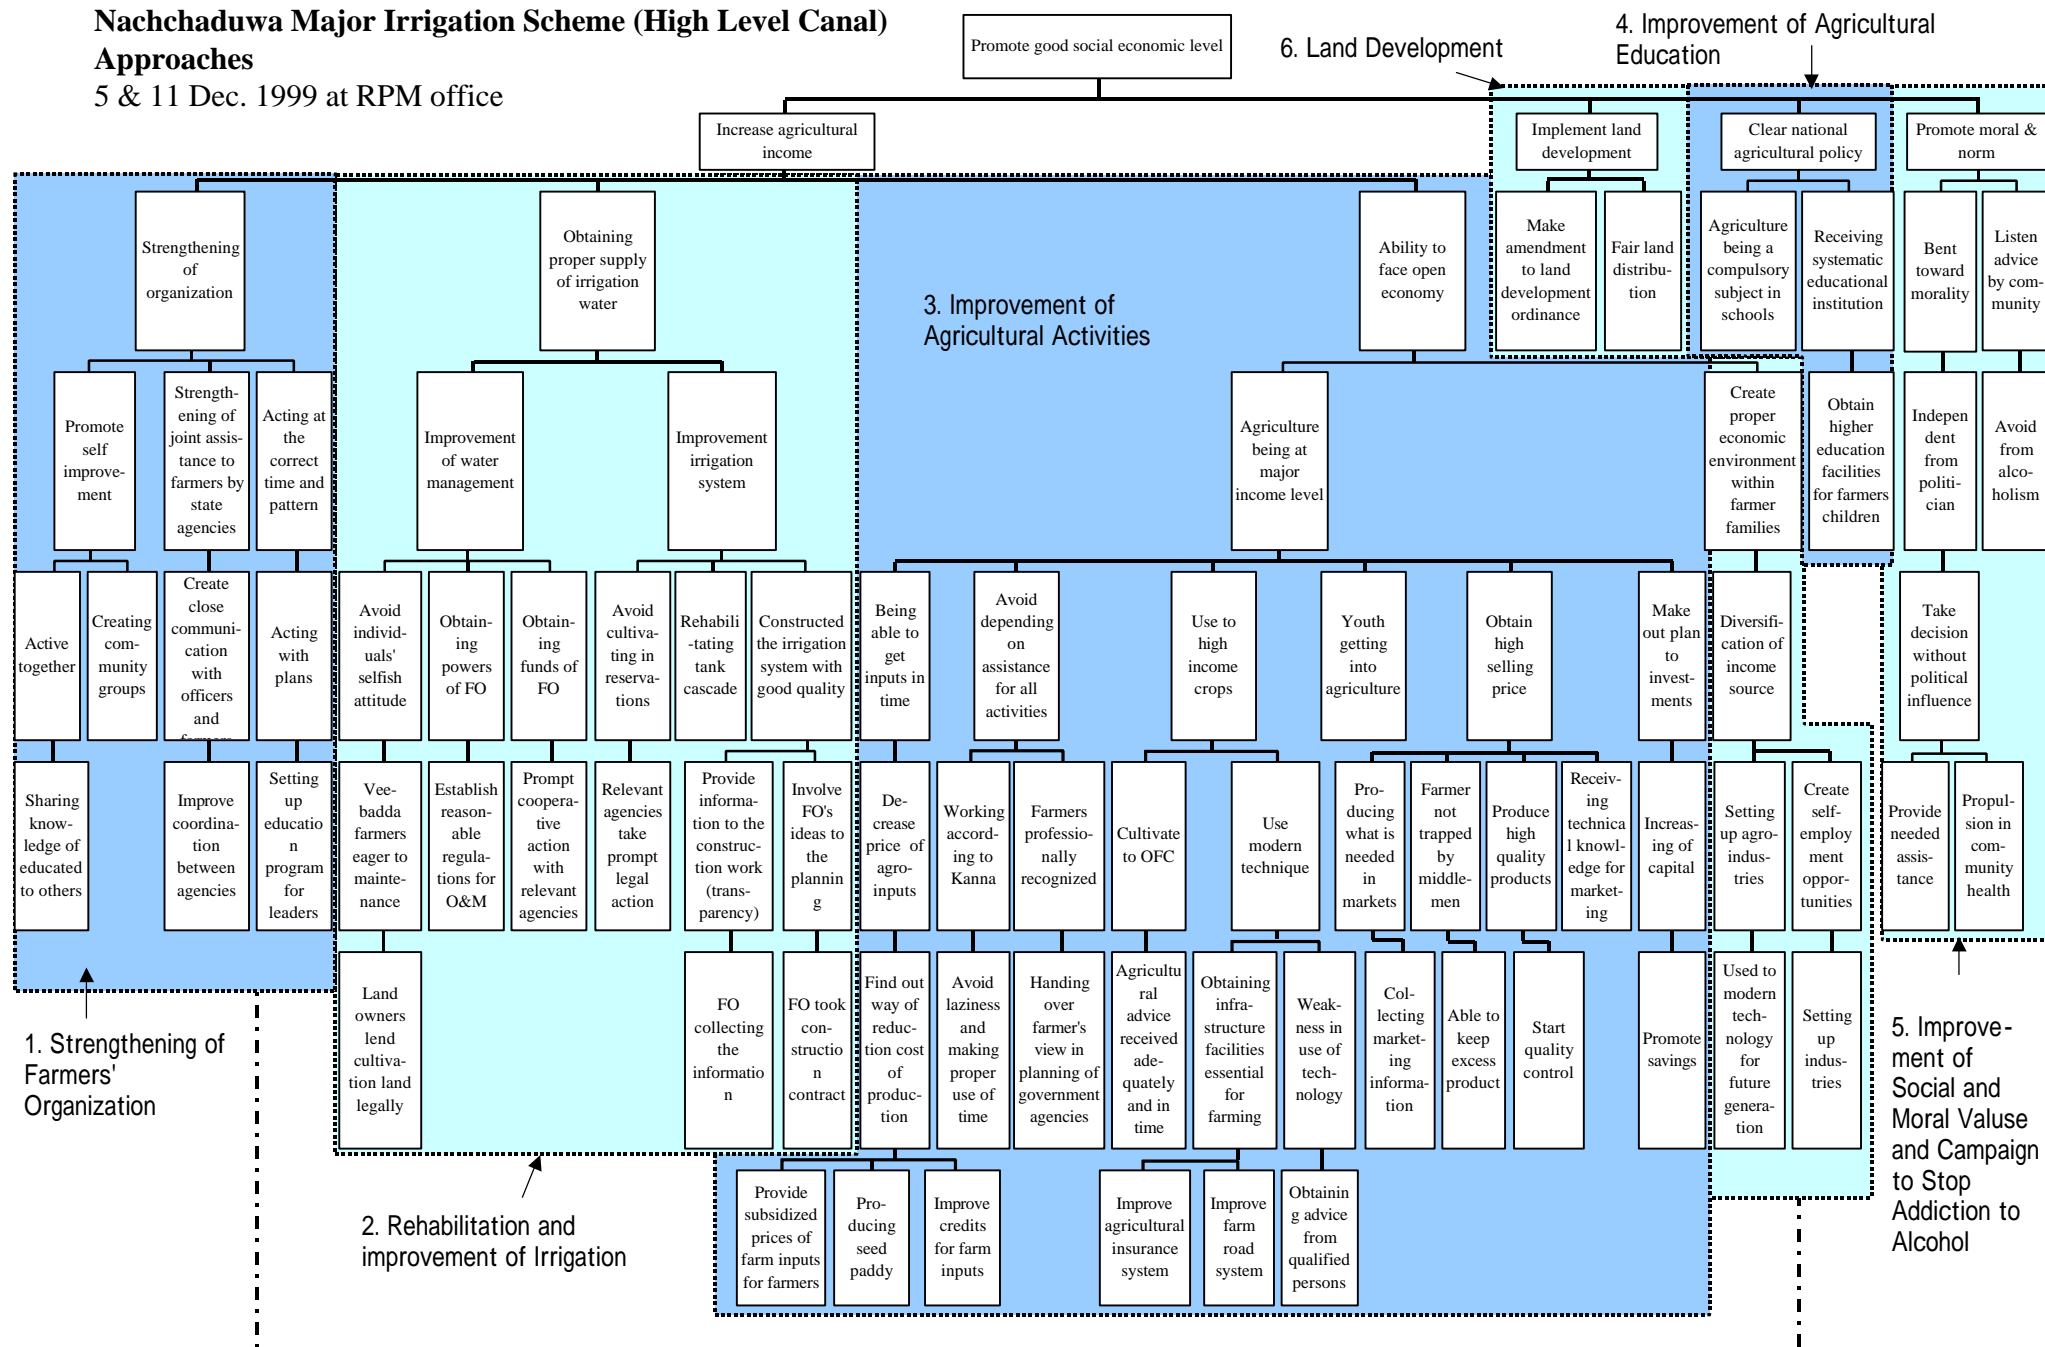 Nachchaduwa Major Irrigation Scheme (High Level Canal)
Approaches
5 & 11 Dec. 1999 at RPM office
Promote good social economic level
6. Land Development
4. Improvement of Agricultural
Education
Increase agricultural
income
Implement land
development
Clear national
agricultural policy
Promote moral &
norm
Strengthening
of
organization
Obtaining
proper supply
of irrigation
water
3. Improvement of
Agricultural Activities
Ability to
face open
economy
Make
amendment
to land
development
ordinance
Fair land
distribu-
tion
Agriculture
being a
compulsory
subject in
schools
Receiving
systematic
educational
institution
Bent
toward
morality
Listen
advice
by com-
munity
Promote
self
improve-
ment
Strength-
ening of
joint assis-
tance to
farmers by
state
agencies
Acting at
the
correct
time and
pattern
Improvement
of water
management
Improvement
irrigation
system
Agriculture
being at
major
income level
Create
proper
economic
environment
within
farmer
families
Obtain
higher
education
facilities
for farmers
children
Indepen
dent
from
politi-
cian
Avoid
from
alco-
holism
Active
together
Creating
com-
munity
groups
Create
close
communi-
cation
with
officers
and
farmers
Acting
with
plans
Avoid
individ-
uals'
selfish
attitude
Obtain-
ing
powers
of FO
Obtain-
ing
funds of
FO
Avoid
cultiva-
ting in
reserva-
tions
Rehabili
-tating
tank
cascade
Constructed
the irrigation
system with
good quality
Being
able to
get
inputs in
time
Avoid
depending
on
assistance
for all
activities
Use to
high
income
crops
Youth
getting
into
agriculture
Obtain
high
selling
price
Make
out plan
to
invest-
ments
Diversifi-
cation of
income
source
Take
decision
without
political
influence
Sharing
know-
ledge of
educated
to others
Improve
coordina-
tion
between
agencies
Setting
up
educatio
n
program
for
leaders
Vee-
badda
farmers
eager to
mainte-
nance
Establish
reason-
able
regula-
tions for
O&M
Prompt
coopera-
tive
action
with
relevant
agencies
Relevant
agencies
take
prompt
legal
action
Provide
informa-
tion to the
construc-
tion work
(trans-
parency)
Involve
FO's
ideas to
the
plannin
g
De-
crease
price of
agro-
inputs
Working
accord-
ing to
Kanna
Farmers
professio-
nally
recognized
Cultivate
to OFC
Use
modern
technique
Pro-
ducing
what is
needed
in
markets
Farmer
not
trapped
by
middle-
men
Produce
high
quality
products
Receiv-
ing
technica
l knowl-
edge for
market-
ing
Increas-
ing of
capital
Setting
up agro-
indus-
tries
Create
self-
employ
ment
oppor-
tunities
Provide
needed
assis-
tance
Propul-
sion in
com-
munity
health
Land
owners
lend
cultiva-
tion land
legally
FO
collecting
the
informatio
n
FO took
con-
structio
n
contract
Find out
way of
reduc-
tion cost
of
produc-
tion
Avoid
laziness
and
making
proper
use of
time
Handing
over
farmer's
view in
planning of
government
agencies
Agricultu
ral
advice
received
ade-
quately
and in
time
Obtaining
infra-
structure
facilities
essential
for
farming
Weak-
ness in
use of
tech-
nology
Col-
lecting
market-
ing
informa-
tion
Able to
keep
excess
product
Start
quality
control
Promote
savings
Used to
modern
tech-
nology
for
future
genera-
tion
Setting
up
indus-
tries
1. Strengthening of
Farmers'
Organization
5. Improve-
ment of
Social and
Moral Valuse
and Campaign
to Stop
Addiction to
Alcohol
2. Rehabilitation and
improvement of Irrigation
Provide
subsidized
prices of
farm inputs
for farmers
Pro-
ducing
seed
paddy
Improve
credits
for farm
inputs
Improve
agricultural
insurance
system
Improve
farm
road
system
Obtainin
g advice
from
qualified
persons